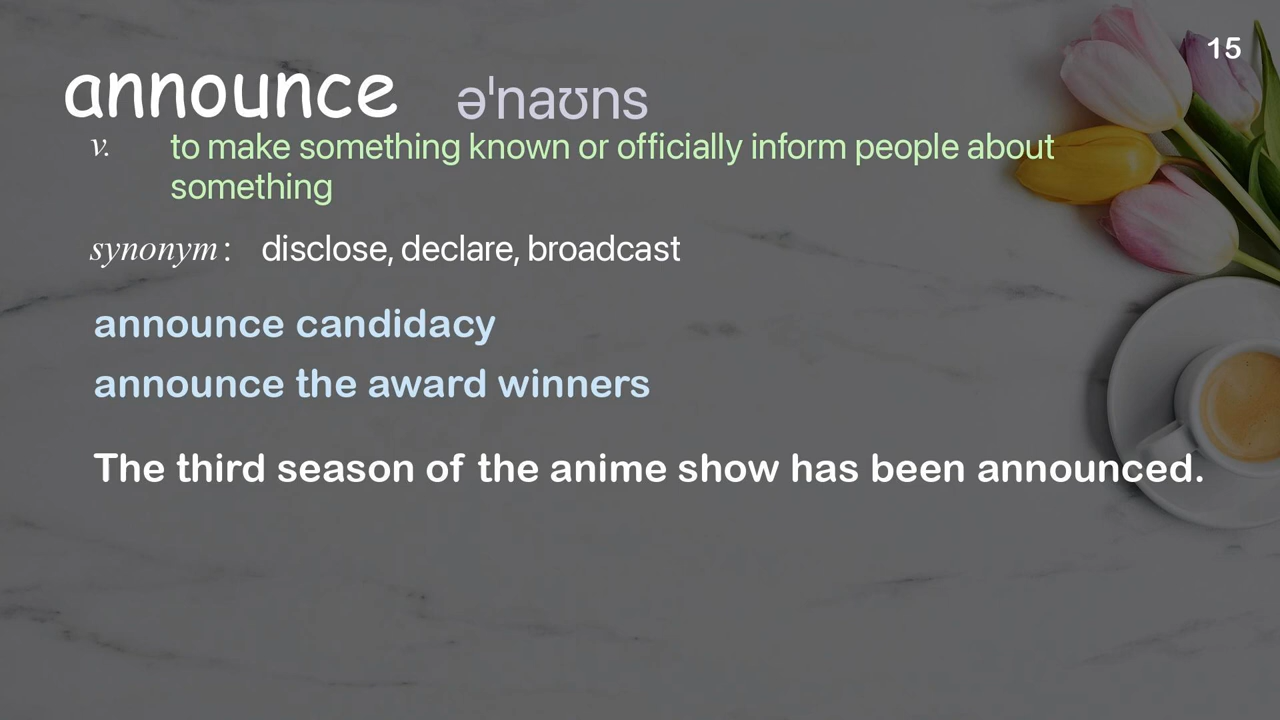 15
announce əˈnaʊns
v. to make something known or officially inform people about
something
synonym: disclose, declare, broadcast
announce candidacy
announce the award winners
The third season of the anime show has been announced.